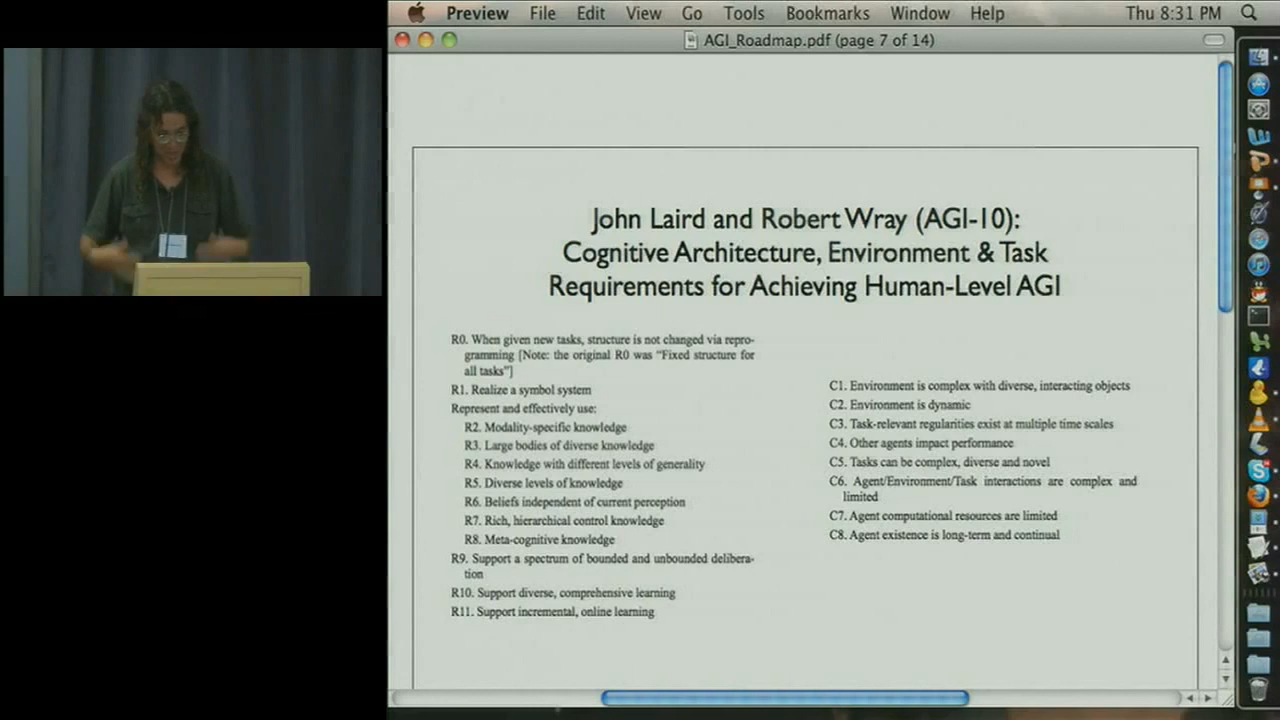 Preview File Edit View Go Tools Bookmarks Window Help Thu 8:31 PM
AGI_Roadmap.pdf (page 7 of 14)
John Laird and Robert Wray (AGI-10):
Cognitive Architecture, Environment & Task
Requirements for Achieving Human-Level AGI
R0. When given new tasks, structure is not changed via repro-
gramming [Note: the original R0 was “Fixed structure for
all tasks”]
R1. Realize a symbol system
Represent and effectively use:
R2. Modality-specific knowledge
R3. Large bodies of diverse knowledge
R4. Knowledge with different levels of generality
R5. Diverse levels of knowledge
R6. Beliefs independent of current perception
R7. Rich, hierarchical control knowledge
R8. Meta-cognitive knowledge
R9. Support a spectrum of bounded and unbounded delibera-
tion
R10. Support diverse, comprehensive learning
R11. Support incremental, online learning
C1. Environment is complex with diverse, interacting objects
C2. Environment is dynamic
C3. Task-relevant regularities exist at multiple time scales
C4. Other agents impact performance
C5. Tasks can be complex, diverse and novel
C6. Agent/Environment/Task interactions are complex and
limited
C7. Agent computational resources are limited
C8. Agent existence is long-term and continual